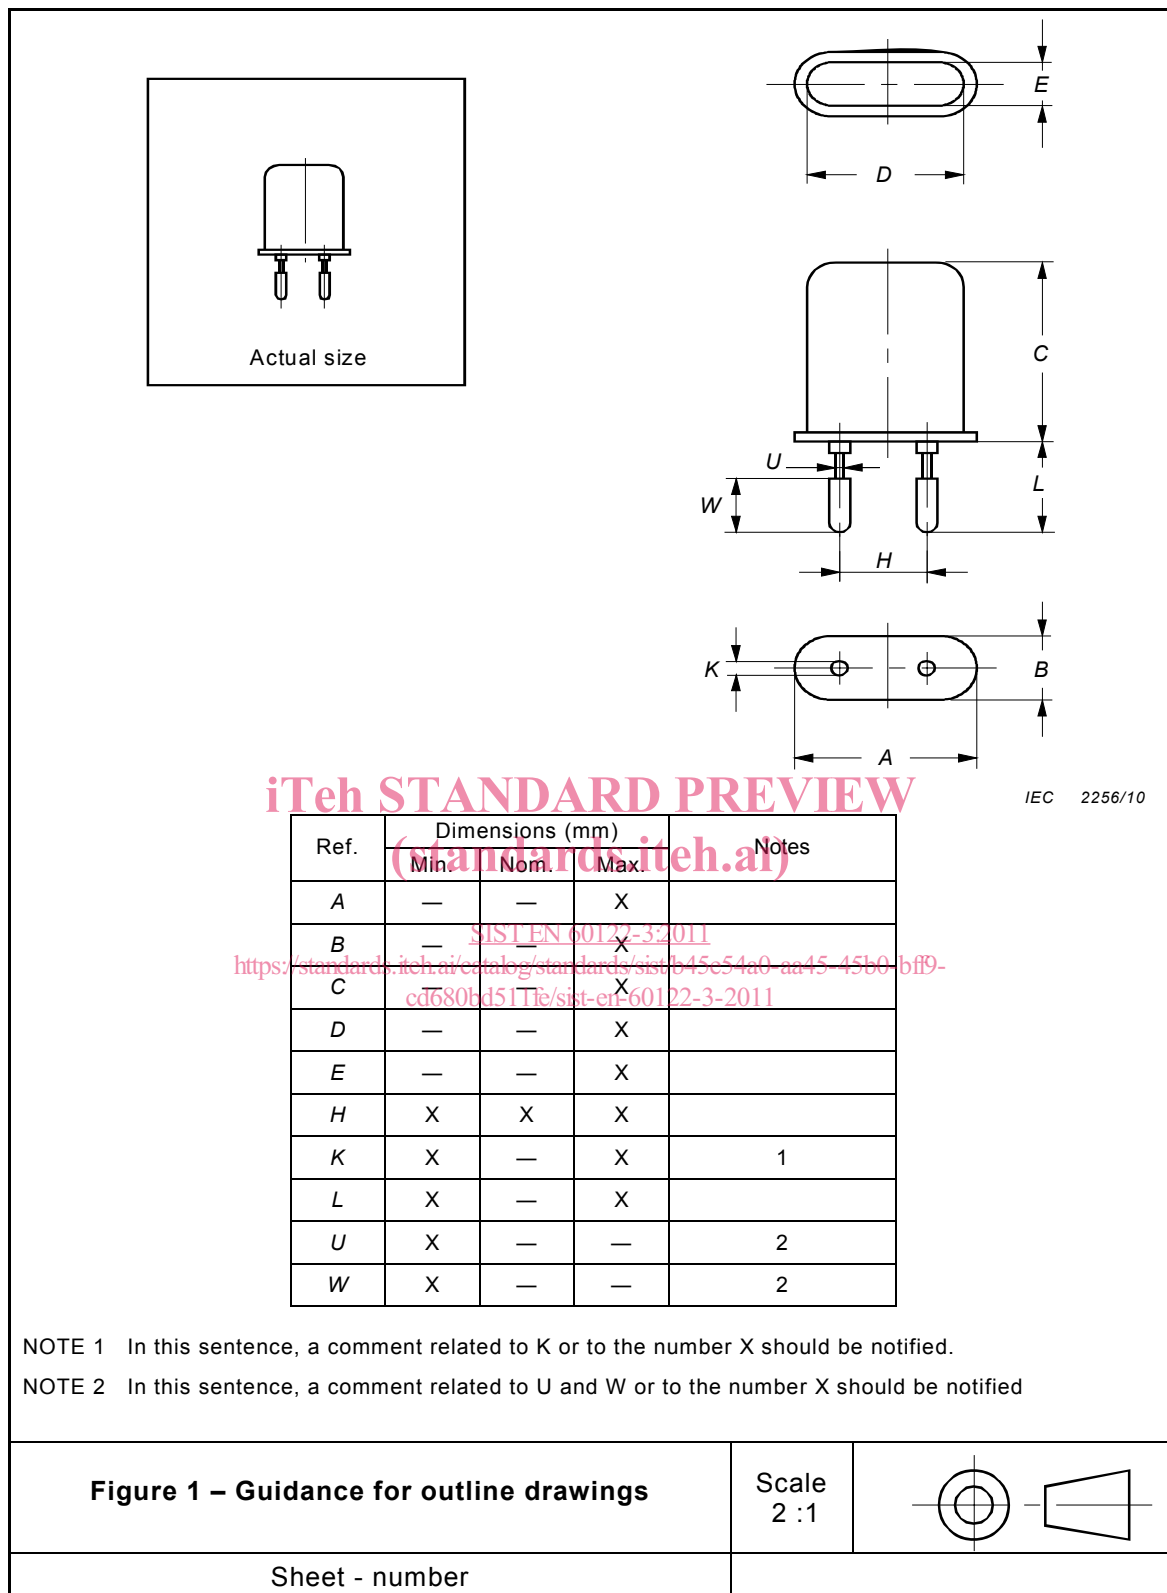 E
D
Actual size
C
U
L
W
H
K
B
A
iTeh STANDARD PREVIEW
IEC 2256/10
(standards.iteh.ai)
Ref. Dimensions (mm) Notes
Min. Nom. Max.
A — — X
SIST EN 60122-3:2011
B — — X
https://standards.iteh.ai/catalog/standards/sist/b45c54a0-aa45-45b0-bff9-
C — — X
cd680bd511fe/sist-en-60122-3-2011
D — — X
E — — X
H X X X
K X — X 1
L X — X
U X — — 2
W X — — 2
NOTE 1 In this sentence, a comment related to K or to the number X should be notified.
NOTE 2 In this sentence, a comment related to U and W or to the number X should be notified
Figure 1 – Guidance for outline drawings
Scale
2 :1
Sheet - number